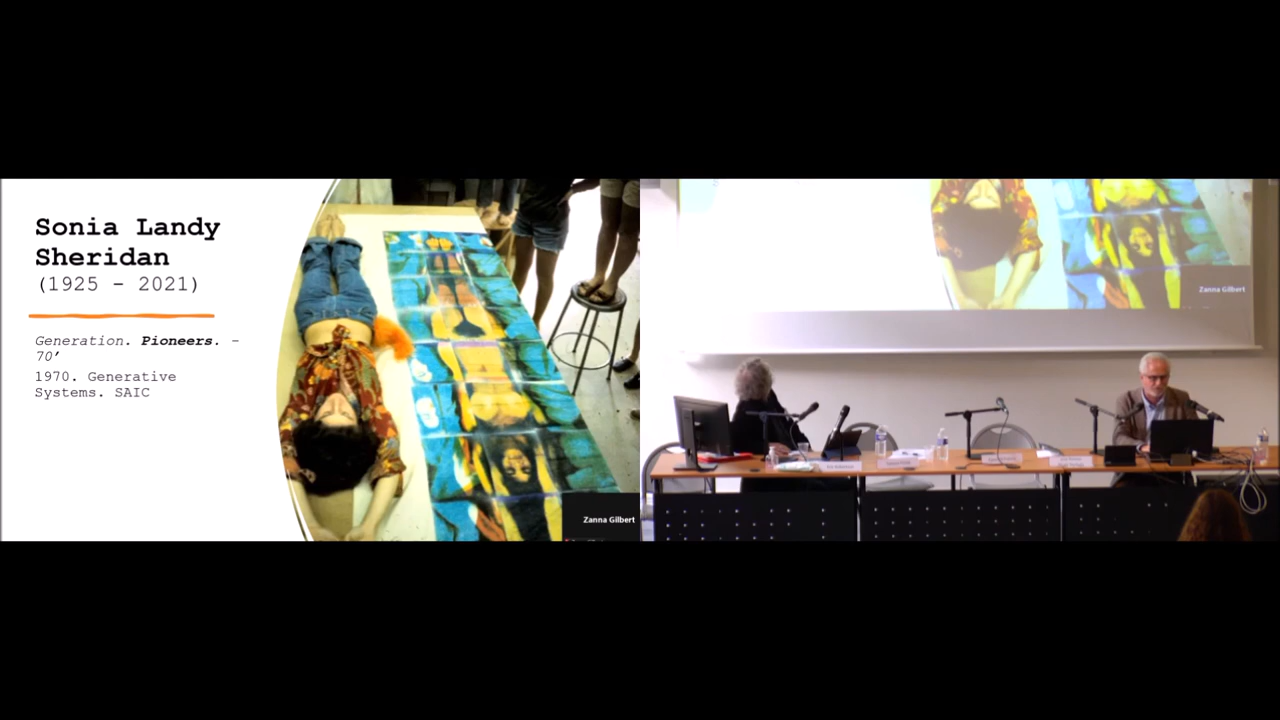 Sonia Landy
Sheridan
(1925 - 2021)
Generation. Pioneers. -
70’
1970. Generative
Systems. SAIC
Zanna Gilbert
Zanna Gilbert